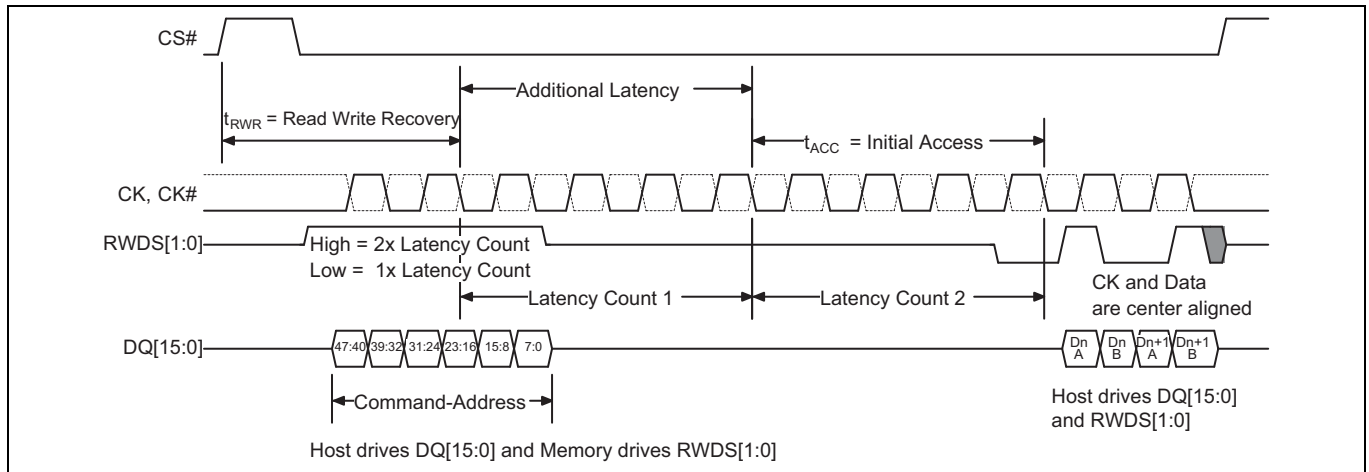 CS#
Additional Latency
tRWR = Read Write Recovery
tACC = Initial Access
CK, CK#
RWDS[1:0]
High = 2x Latency Count
Low = 1x Latency Count
CK and Data
are center aligned
Latency Count 1
Latency Count 2
DQ[15:0]
47:40 39:32 31:24 23:16 15:8 7:0
Dn A Dn B Dn+1 A Dn+1 B
Command-Address
Host drives DQ[15:0]
and RWDS[1:0]
Host drives DQ[15:0] and Memory drives RWDS[1:0]